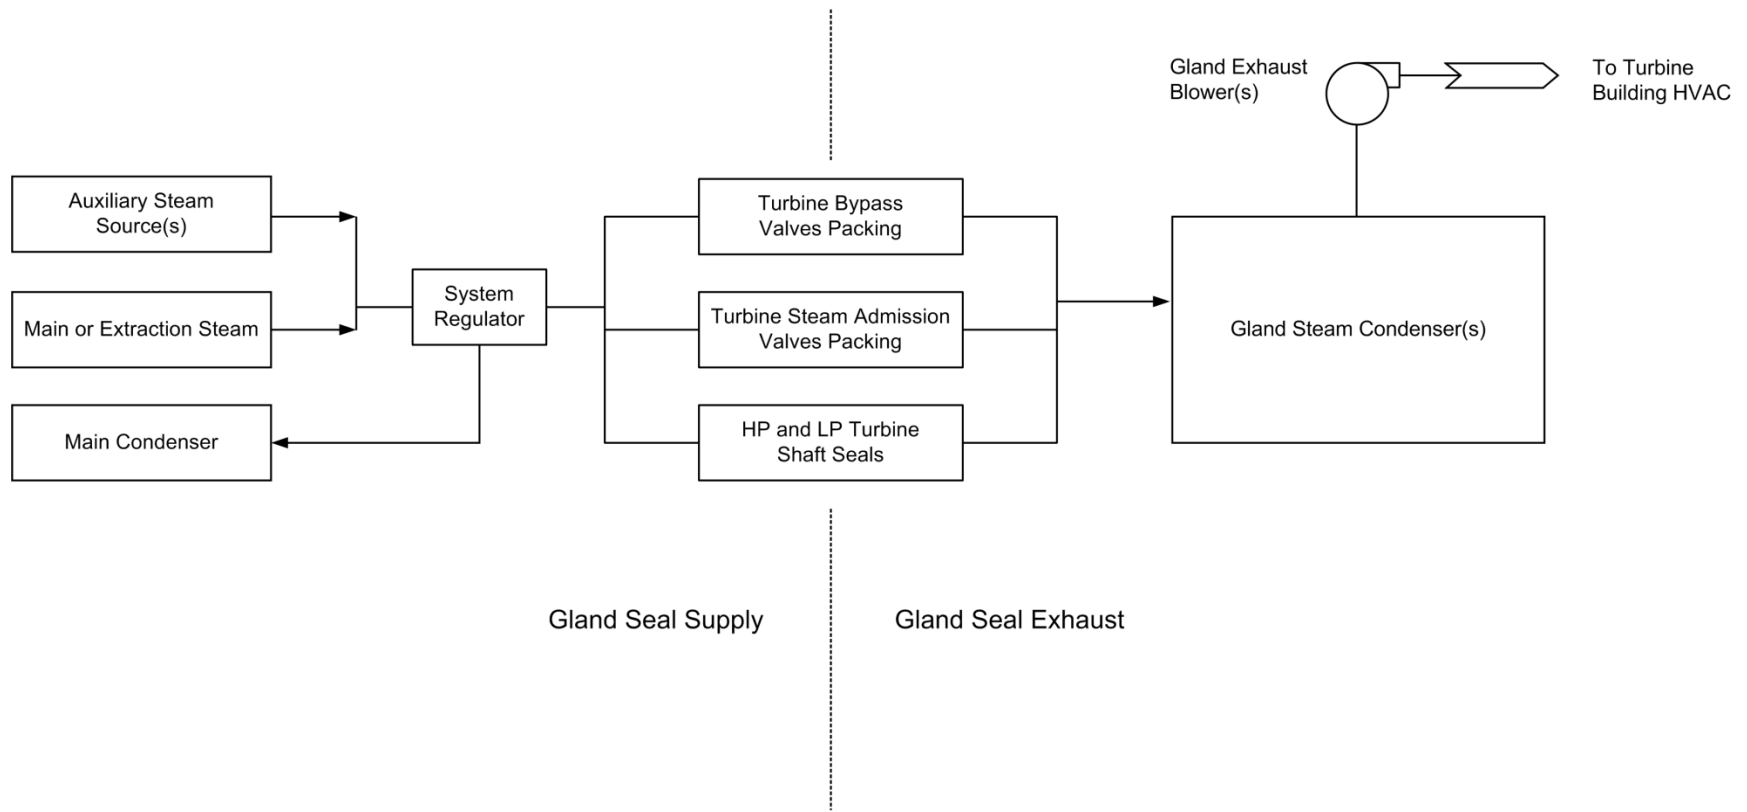 Gland Exhaust
Blower(s)
To Turbine
Building HVAC
Auxiliary Steam
Source(s)
Turbine Bypass
Valves Packing
System
Regulator
Main or Extraction Steam
Turbine Steam Admission
Valves Packing
Gland Steam Condenser(s)
Main Condenser
HP and LP Turbine
Shaft Seals
Gland Seal Supply
Gland Seal Exhaust